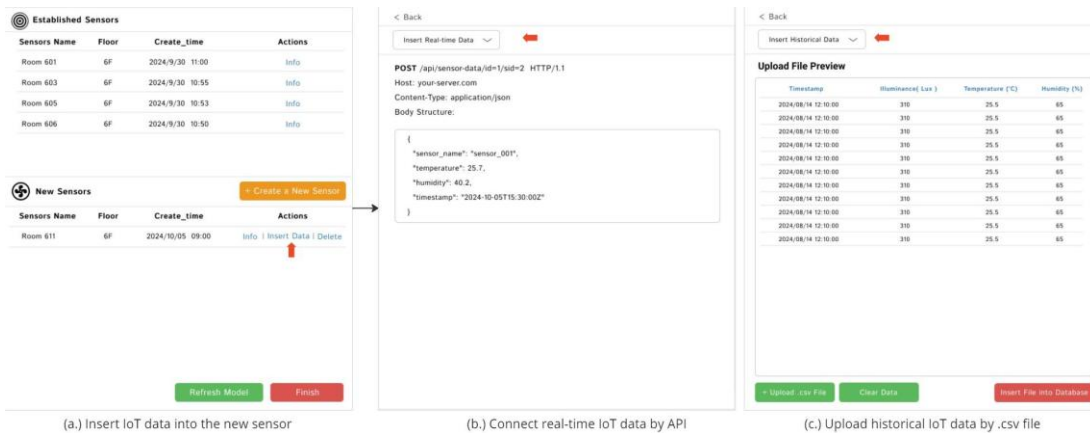 Established Sensors
Sensors Name Floor Create_time Actions
Room 601 6F 2024/9/30 11:00 Info
Room 603 6F 2024/9/30 10:55 Info
Room 605 6F 2024/9/30 10:53 Info
Room 606 6F 2024/9/30 10:50 Info
New Sensors
+ Create a New Sensor
Sensors Name Floor Create_time Actions
Room 611 6F 2024/10/05 09:00 Info | Insert Data | Delete
Refresh Model Finish
(a.) Insert IoT data into the new sensor
< Back
Insert Real-time Data
POST /api/sensor-data/id=1/sid=2 HTTP/1.1
Host: your-server.com
Content-Type: application/json
Body Structure:
{
"sensor_name": "sensor_001",
"temperature": 25.7,
"humidity": 40.2,
"timestamp": "2024-10-05T15:30:00Z"
}
(b.) Connect real-time IoT data by API
< Back
Insert Historical Data
Upload File Preview
Timestamp Illuminance( Lux ) Temperature (°C) Humidity (%)
2024/08/14 12:10:00 310 25.5 65
2024/08/14 12:10:00 310 25.5 65
2024/08/14 12:10:00 310 25.5 65
2024/08/14 12:10:00 310 25.5 65
2024/08/14 12:10:00 310 25.5 65
2024/08/14 12:10:00 310 25.5 65
2024/08/14 12:10:00 310 25.5 65
2024/08/14 12:10:00 310 25.5 65
2024/08/14 12:10:00 310 25.5 65
2024/08/14 12:10:00 310 25.5 65
2024/08/14 12:10:00 310 25.5 65
+ Upload .csv File Clear Data Insert File into Database
(c.) Upload historical IoT data by .csv file